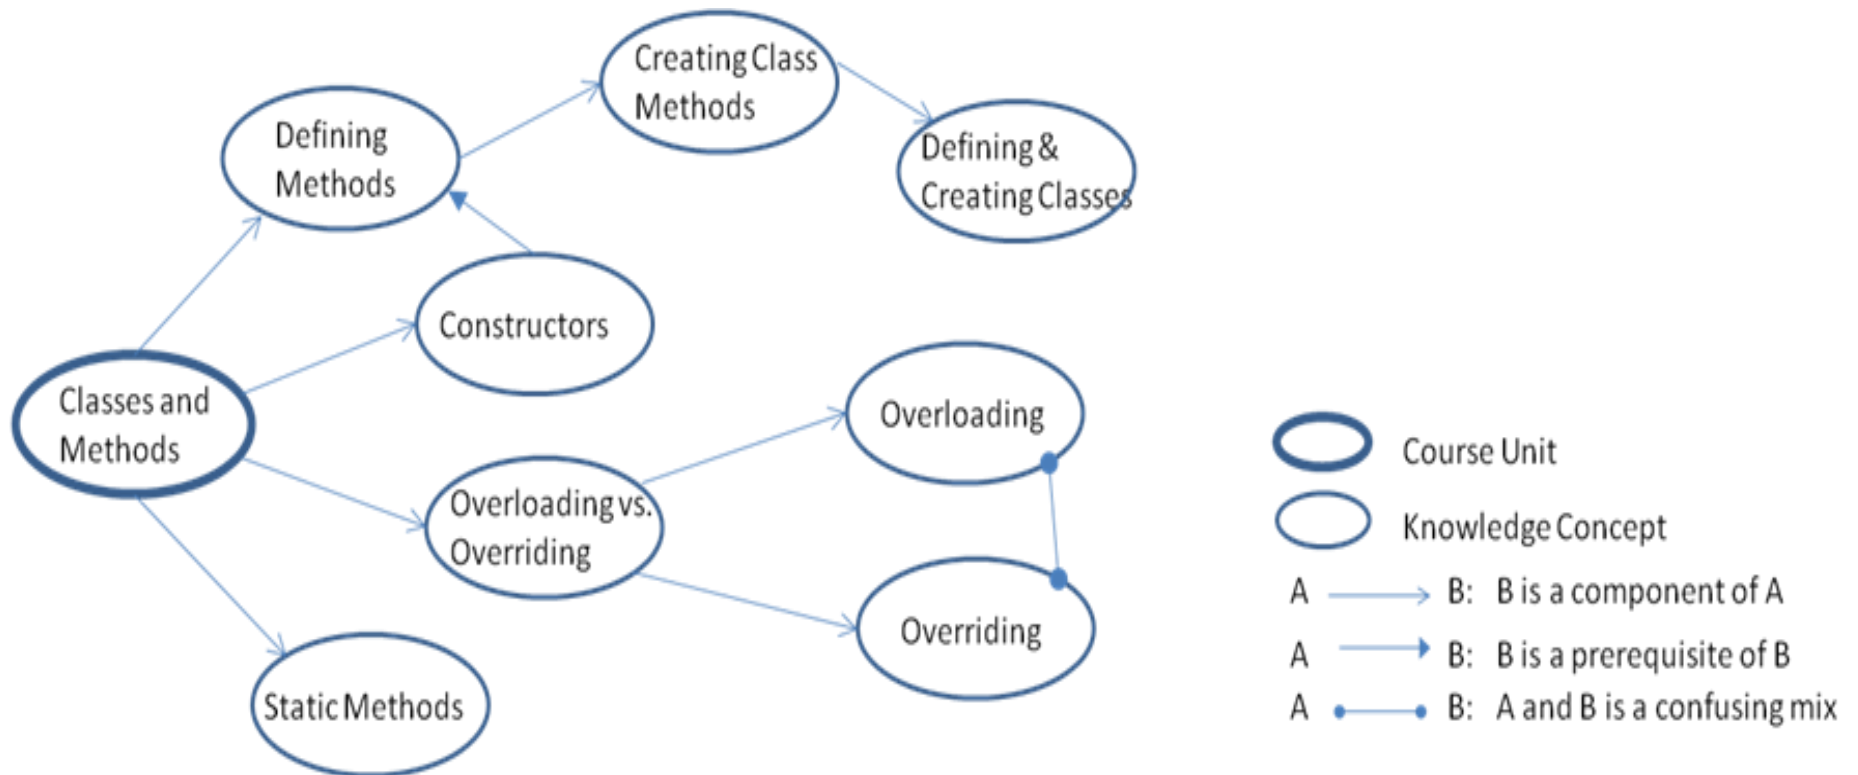 Creating Class
Methods
Defining
Methods
Defining &
Creating Classes
Constructors
Classes and
Methods
Overloading
Overloading vs.
Overriding
Overriding
Static Methods
Course Unit
Knowledge Concept
A B: B is a component of A
A B: B is a prerequisite of B
A B: A and B is a confusing mix